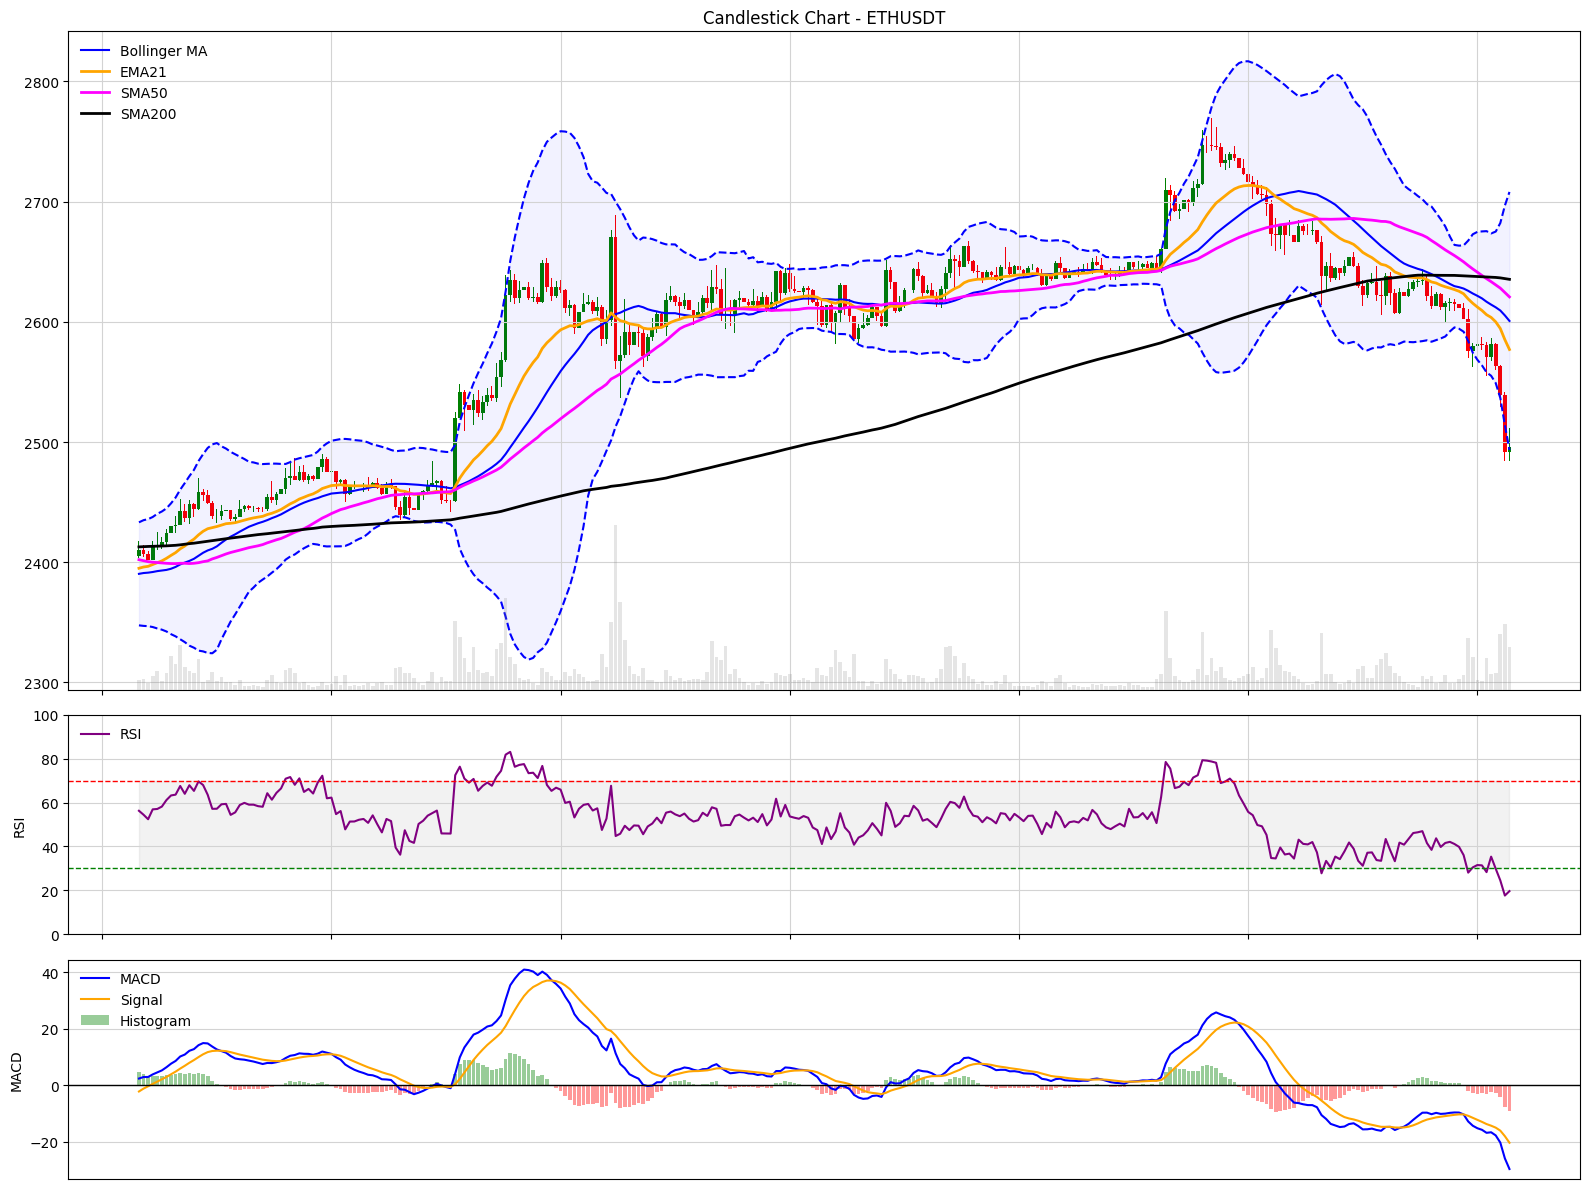 Candlestick Chart - ETHUSDT
Bollinger MA
EMA21
SMA50
SMA200
2800
2700
2600
2500
2400
2300
RSI
100
80
60
40
20
0
RSI
MACD
Signal
Histogram
40
20
0
−20
MACD